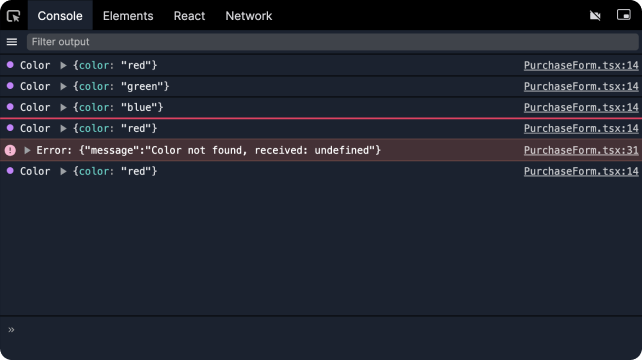 Console Elements React Network
Filter output
Color ▶ {color: "red"} PurchaseForm.tsx:14
Color ▶ {color: "green"} PurchaseForm.tsx:14
Color ▶ {color: "blue"} PurchaseForm.tsx:14
Color ▶ {color: "red"} PurchaseForm.tsx:14
▶ Error: {"message":"Color not found, received: undefined"} PurchaseForm.tsx:31
Color ▶ {color: "red"} PurchaseForm.tsx:14
»